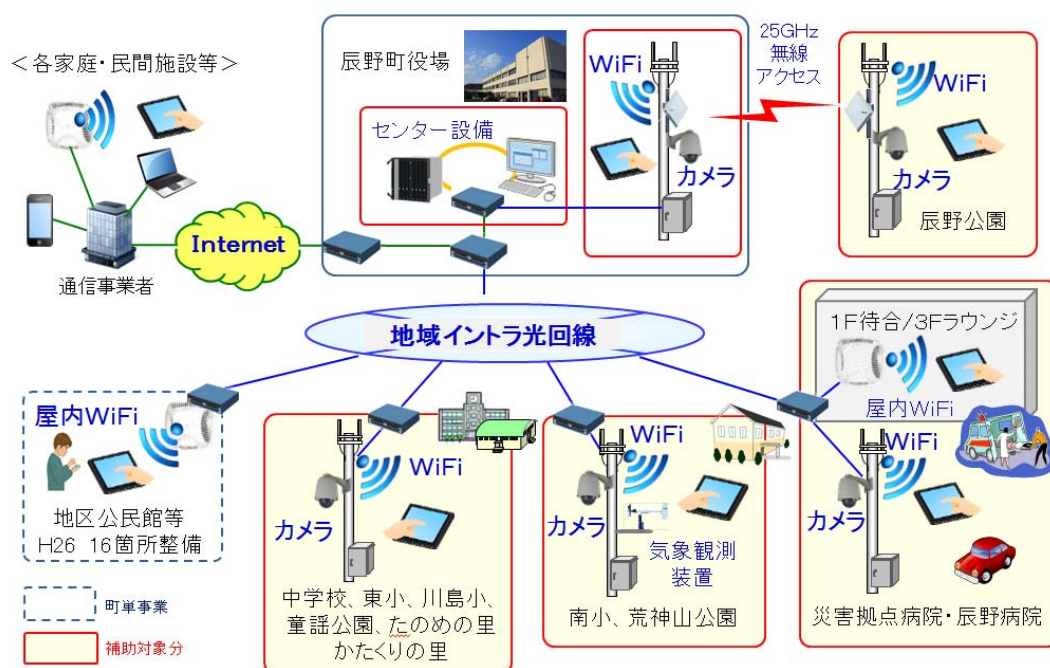 ＜各家庭・民間施設等＞
通信事業者
Internet
辰野町役場
センター設備
WiFi
カメラ
25GHz
無線
アクセス
WiFi
カメラ
辰野公園
地域イントラ光回線
屋内WiFi
地区公民館等
H26 16箇所整備
WiFi
カメラ
中学校、東小、川島小、
童謡公園、たのめの里
かたくりの里
WiFi
カメラ
気象観測
装置
南小、荒神山公園
1F待合/3Fラウンジ
屋内WiFi
WiFi
カメラ
災害拠点病院・辰野病院
町単事業
補助対象分